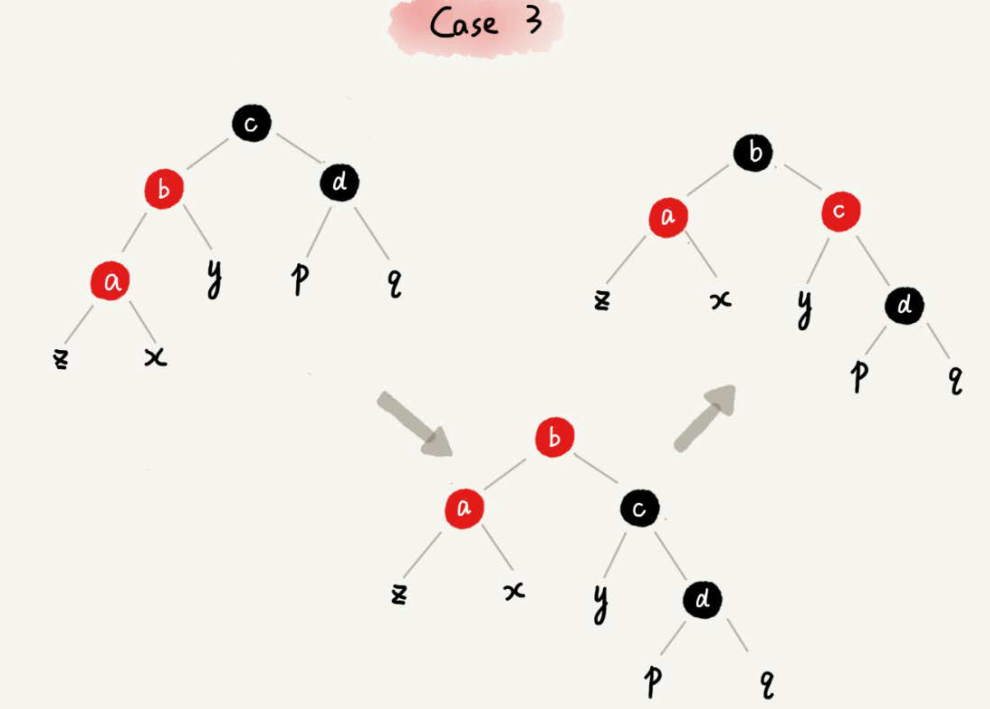 Case 3
c
b d
a y p q
z x
b
a c
z x y d
p q
b
a c
z x y d
p q